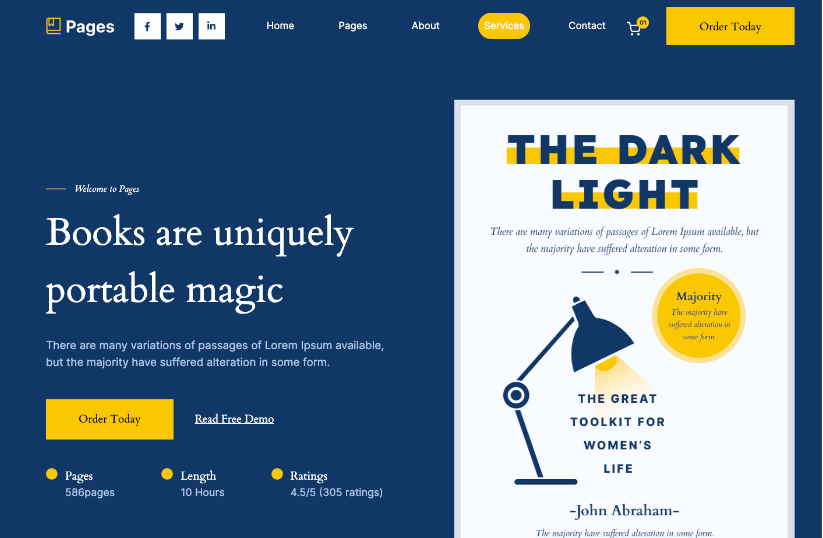 Pages
Home Pages About Services Contact 01 Order Today
Welcome to Pages
Books are uniquely
portable magic
There are many variations of passages of Lorem Ipsum available,
but the majority have suffered alteration in some form.
Order Today Read Free Demo
Pages
586pages
Length
10 Hours
Ratings
4.5/5 (305 ratings)
THE DARK
LIGHT
There are many variations of passages of Lorem Ipsum available, but
the majority have suffered alteration in some form.
Majority
The majority have
suffered alteration in
some form.
THE GREAT
TOOLKIT FOR
WOMEN'S
LIFE
-John Abraham-
The majority have suffered alteration in some form.